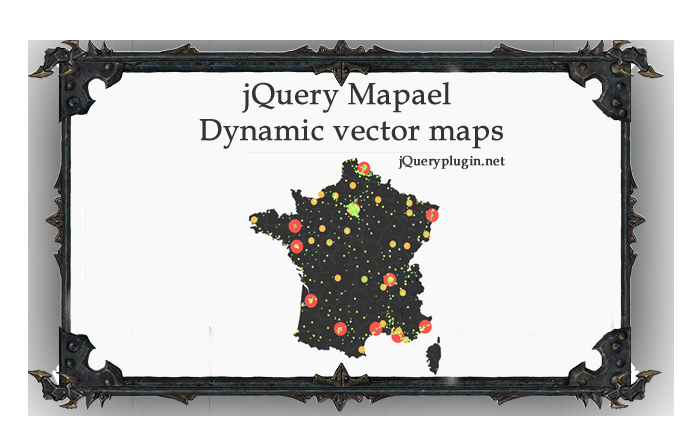 jQuery Mapael
Dynamic vector maps
jQueryplugin.net